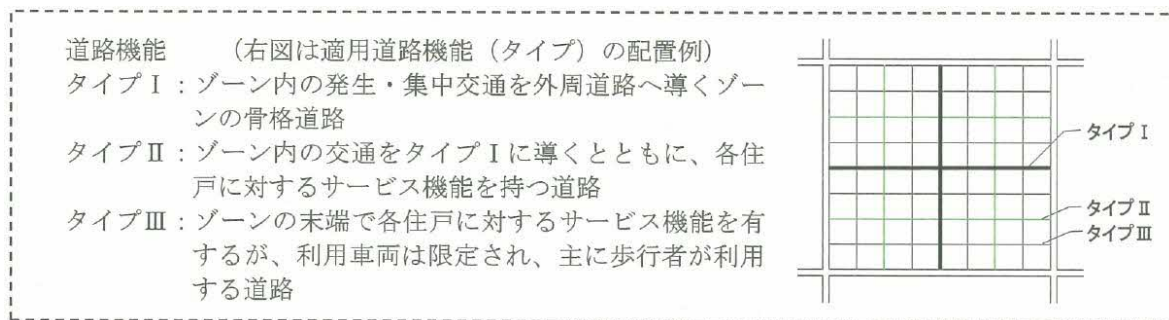 道路機能　　（右図は適用道路機能（タイプ）の配置例）
タイプⅠ：ゾーン内の発生・集中交通を外周道路へ導くゾー
ンの骨格道路
タイプⅡ：ゾーン内の交通をタイプⅠに導くとともに、各住
戸に対するサービス機能を持つ道路
タイプⅢ：ゾーンの末端で各住戸に対するサービス機能を有
するが、利用車両は限定され、主に歩行者が利用
する道路
タイプⅠ
タイプⅡ
タイプⅢ